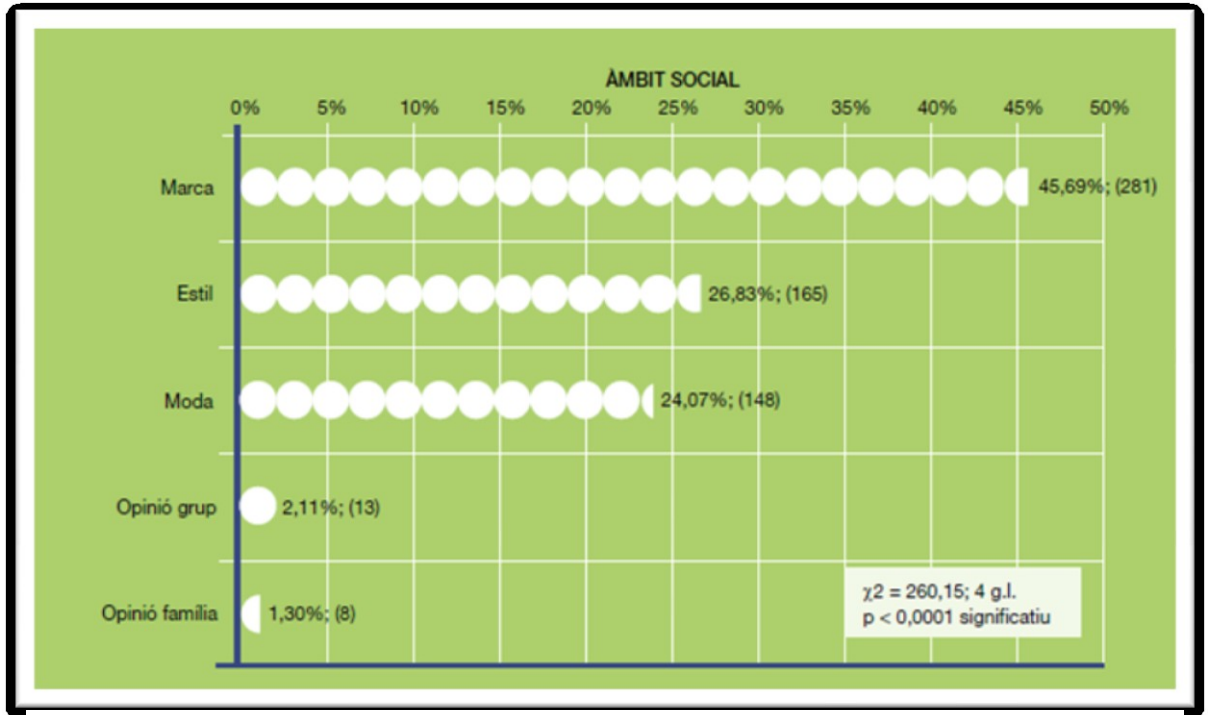 ÀMBIT SOCIAL
0% 5% 10% 15% 20% 25% 30% 35% 40% 45% 50%
Marca 45,69%; (281)
Estil 26,83%; (165)
Moda 24,07%; (148)
Opinió grup 2,11%; (13)
Opinió família 1,30%; (8)
χ2 = 260,15; 4 g.l.
p < 0,0001 significatiu